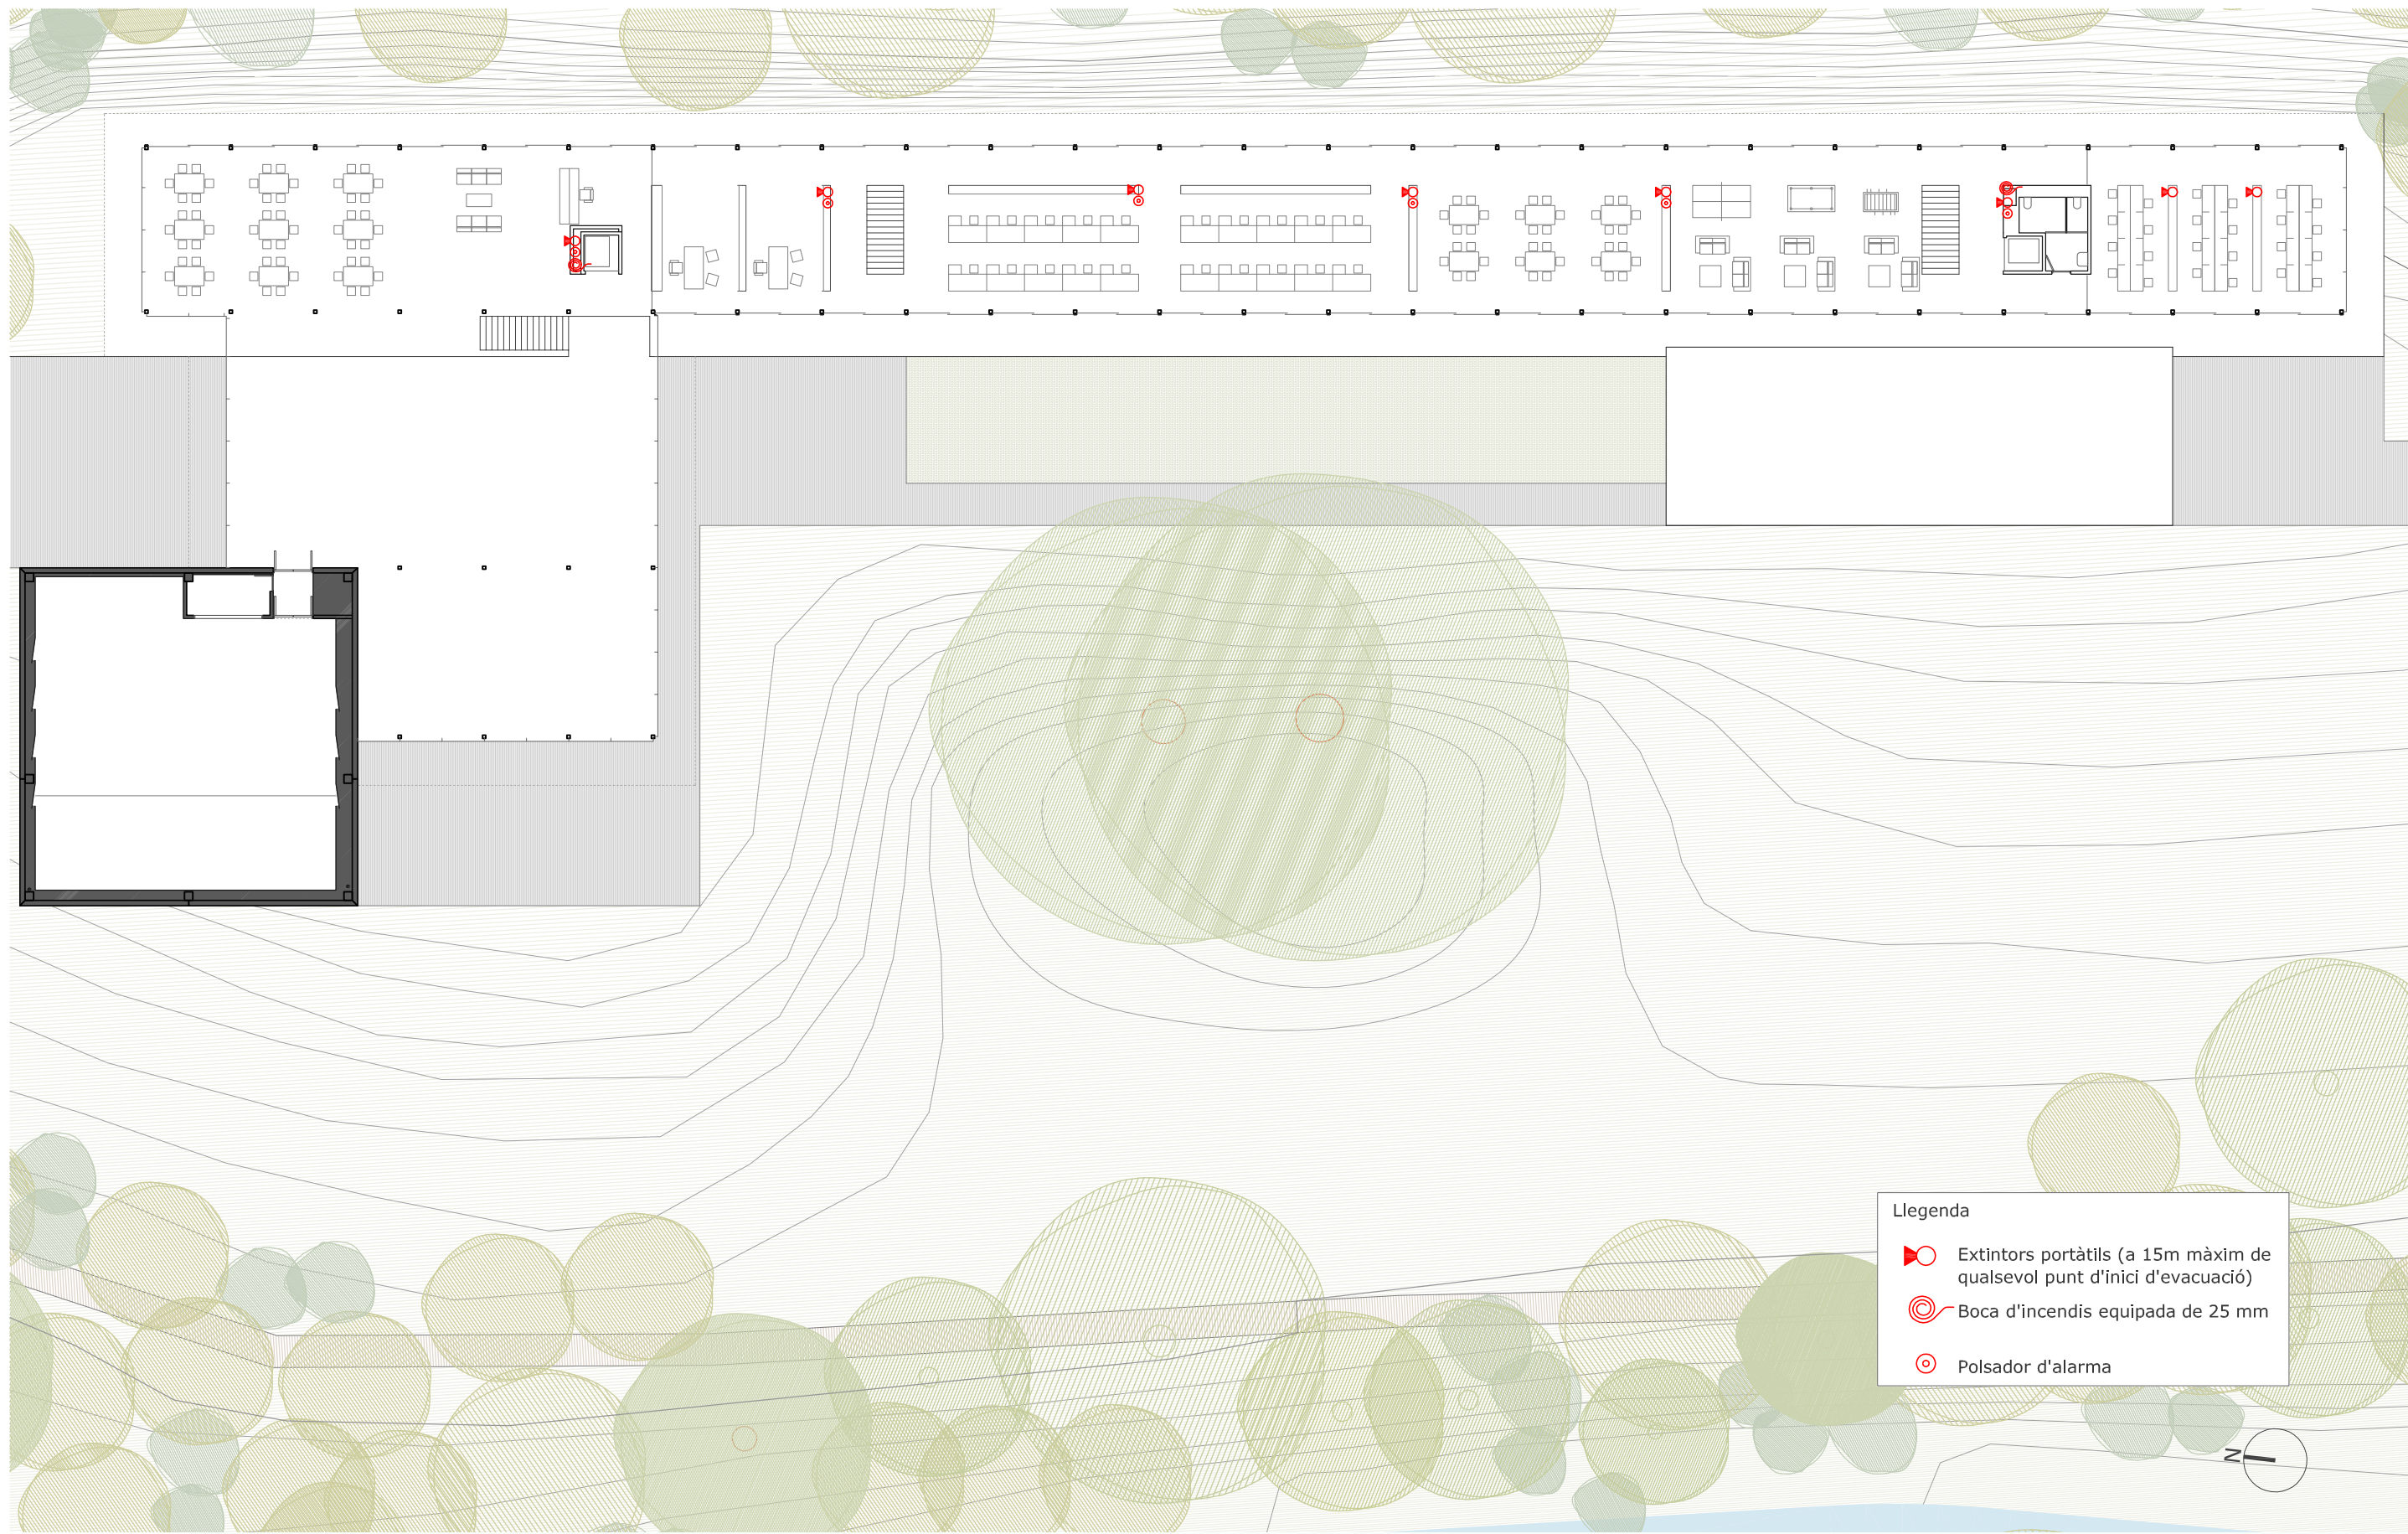 Llegenda
Extintors portàtils (a 15m màxim de
qualsevol punt d'inici d'evacuació)
Boca d'incendis equipada de 25 mm
Polsador d'alarma
N